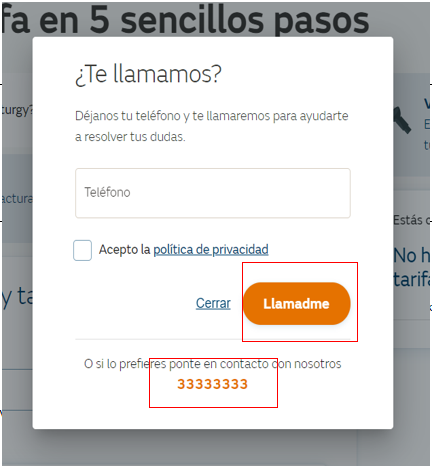 fa en 5 sencillos pasos
¿Te llamamos?
Déjanos tu teléfono y te llamaremos para ayudarte
a resolver tus dudas.
Teléfono
Acepto la política de privacidad
Cerrar
Llamadme
O si lo prefieres ponte en contacto con nosotros
33333333
urgy?
actura
y ta
Estás c
No h
tarifa